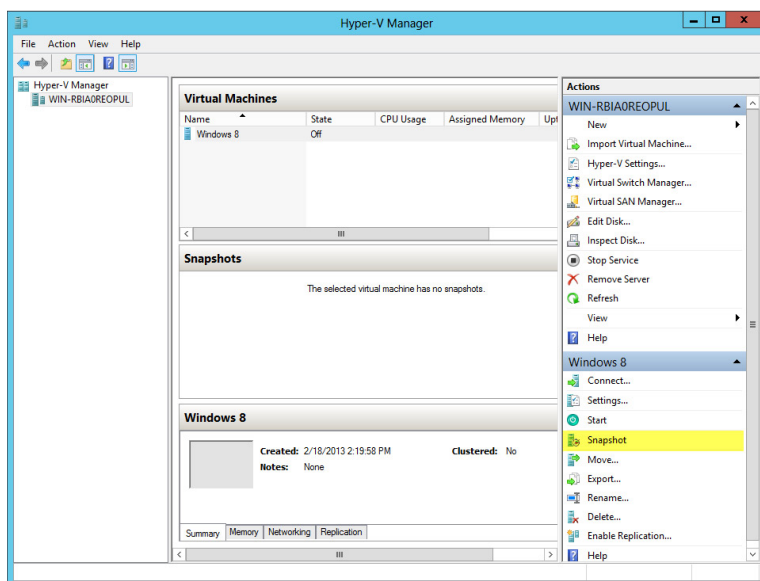 Hyper-V Manager
File Action View Help
Hyper-V Manager
WIN-RBIA0REOPUL
Virtual Machines
Name State CPU Usage Assigned Memory Upt
Windows 8 Off
Snapshots
The selected virtual machine has no snapshots.
Windows 8
Created: 2/18/2013 2:19:58 PM Clustered: No
Notes: None
Summary Memory Networking Replication
Actions
WIN-RBIA0REOPUL
New
Import Virtual Machine...
Hyper-V Settings...
Virtual Switch Manager...
Virtual SAN Manager...
Edit Disk...
Inspect Disk...
Stop Service
Remove Server
Refresh
View
Help
Windows 8
Connect...
Settings...
Start
Snapshot
Move...
Export...
Rename...
Delete...
Enable Replication...
Help